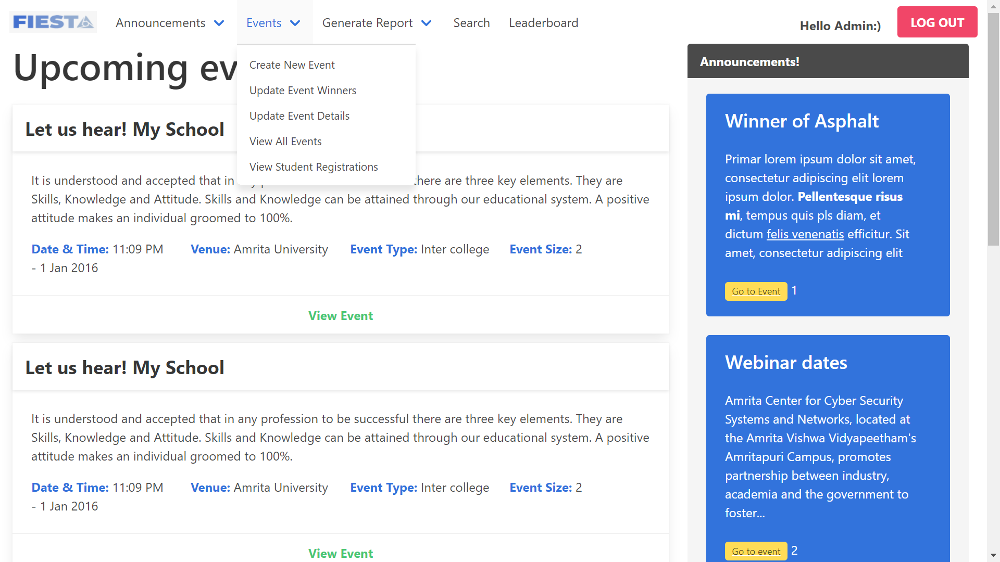 FIESTA
Announcements
Events
Generate Report
Search
Leaderboard
Hello Admin:)
LOG OUT
Create New Event
Update Event Winners
Update Event Details
View All Events
View Student Registrations
Upcoming ev
Let us hear! My School
It is understood and accepted that in there are three key elements. They are
Skills, Knowledge and Attitude. Skills and Knowledge can be attained through our educational system. A positive
attitude makes an individual groomed to 100%.
Date & Time: 11:09 PM
- 1 Jan 2016
Venue: Amrita University
Event Type: Inter college
Event Size: 2
View Event
Let us hear! My School
It is understood and accepted that in any profession to be successful there are three key elements. They are
Skills, Knowledge and Attitude. Skills and Knowledge can be attained through our educational system. A positive
attitude makes an individual groomed to 100%.
Date & Time: 11:09 PM
- 1 Jan 2016
Venue: Amrita University
Event Type: Inter college
Event Size: 2
View Event
Announcements!
Winner of Asphalt
Primar lorem ipsum dolor sit amet,
consectetur adipiscing elit lorem
ipsum dolor. Pellentesque risus
mi, tempus quis pls diam, et
dictum felis venenatis efficitur. Sit
amet, consectetur adipiscing elit
Go to Event 1
Webinar dates
Amrita Center for Cyber Security
Systems and Networks, located at
the Amrita Vishwa Vidyapeetham's
Amritapuri Campus, promotes
partnership between industry,
academia and the government to
foster...
Go to event 2